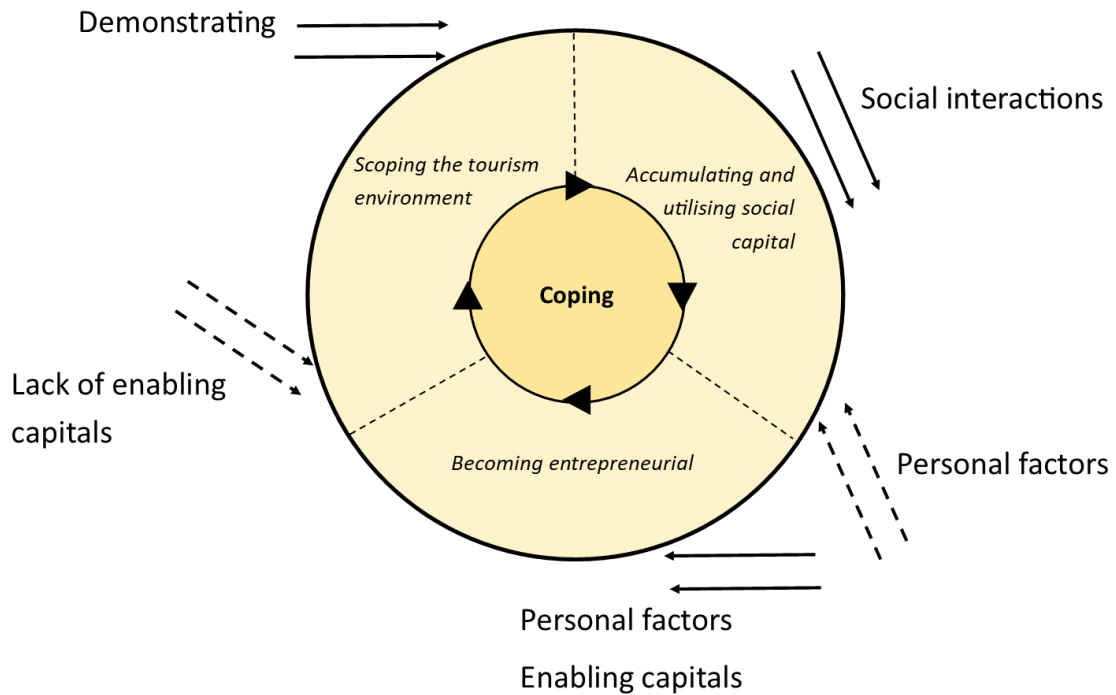 Demonstrating
Social interactions
Scoping the tourism
environment
Accumulating and
utilising social
capital
Coping
Lack of enabling
capitals
Becoming entrepreneurial
Personal factors
Personal factors
Enabling capitals